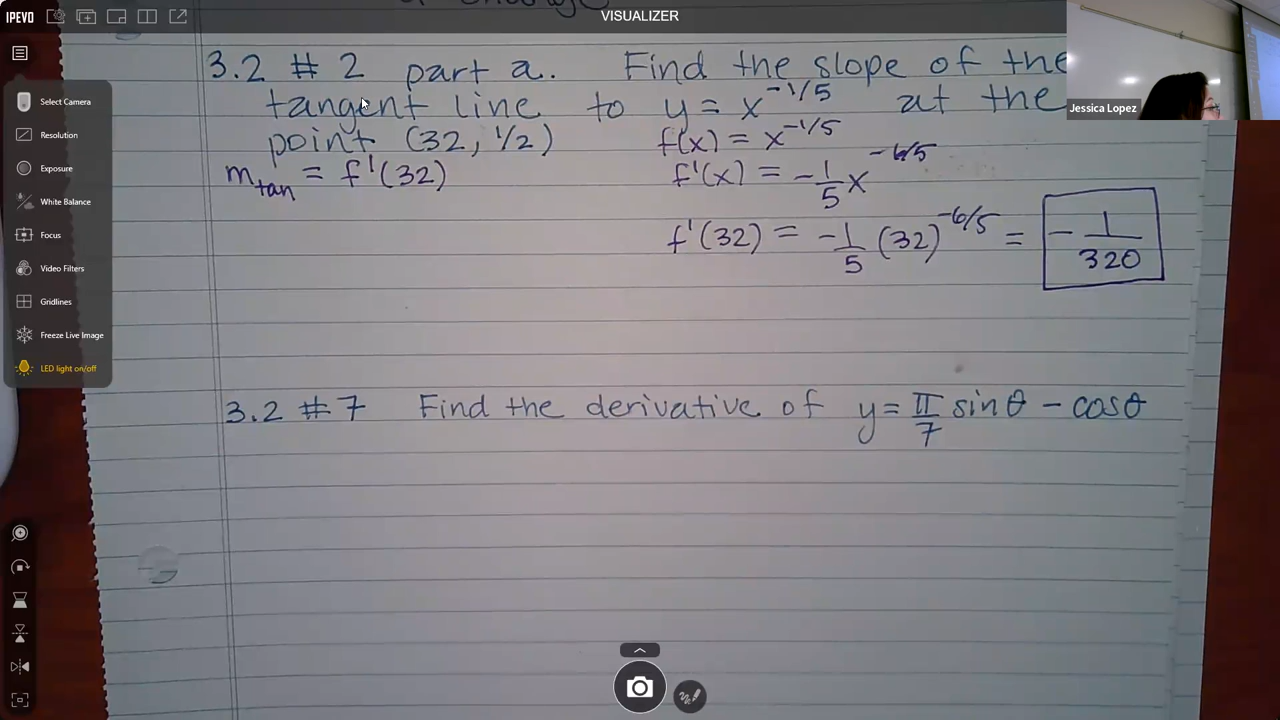 IPEVO
VISUALIZER
Jessica Lopez
Select Camera
Resolution
Exposure
White Balance
Focus
Video Filters
Gridlines
Freeze Live Image
LED light on/off
3.2 # 2 part a. Find the slope of the
tangent line to y = x^-1/5 at the
point (32, 1/2)
m_tan = f'(32)
f(x) = x^-1/5
f'(x) = -1/5 x^-6/5
f'(32) = -1/5 (32)^-6/5 = -1/320
3.2 #7 Find the derivative of y = π/7 sinθ - cosθ